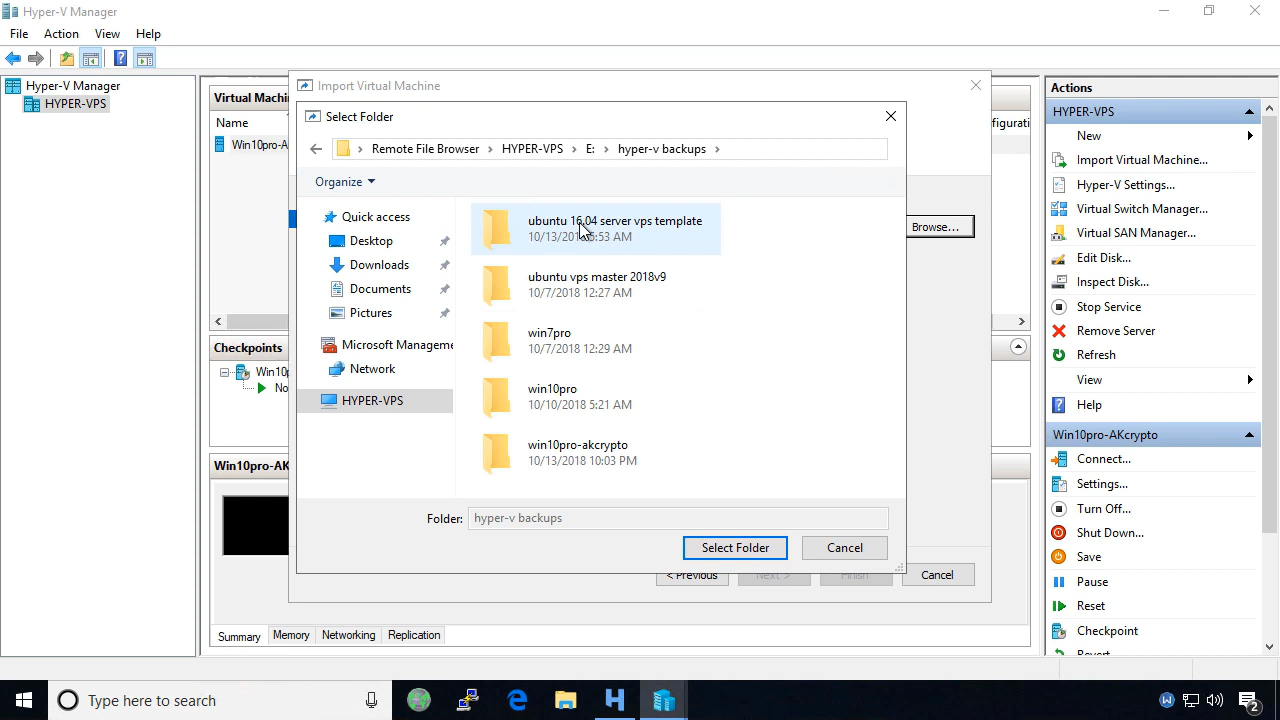 Hyper-V Manager
File Action View Help
Hyper-V Manager
HYPER-VPS
Virtual Machi
Name
figurati
Win10pro-A
Checkpoints
Win10p
No
Win10pro-AK
Summary Memory Networking Replication
Import Virtual Machine
Browse...
< Previous Next > Finish Cancel
Select Folder
Remote File Browser > HYPER-VPS > E: > hyper-v backups >
Organize
Quick access
Desktop
Downloads
Documents
Pictures
Microsoft Manageme
Network
HYPER-VPS
ubuntu 16.04 server vps template
ubuntu vps master 2018v9
10/7/2018 12:27 AM
win7pro
10/7/2018 12:29 AM
win10pro
10/10/2018 5:21 AM
win10pro-akcrypto
10/13/2018 10:03 PM
Folder: hyper-v backups
Select Folder Cancel
Actions
HYPER-VPS
New
Import Virtual Machine...
Hyper-V Settings...
Virtual Switch Manager...
Virtual SAN Manager...
Edit Disk...
Inspect Disk...
Stop Service
Remove Server
Refresh
View
Help
Win10pro-AKcrypto
Connect...
Settings...
Turn Off...
Shut Down...
Save
Pause
Reset
Checkpoint
Revert
Type here to search
2